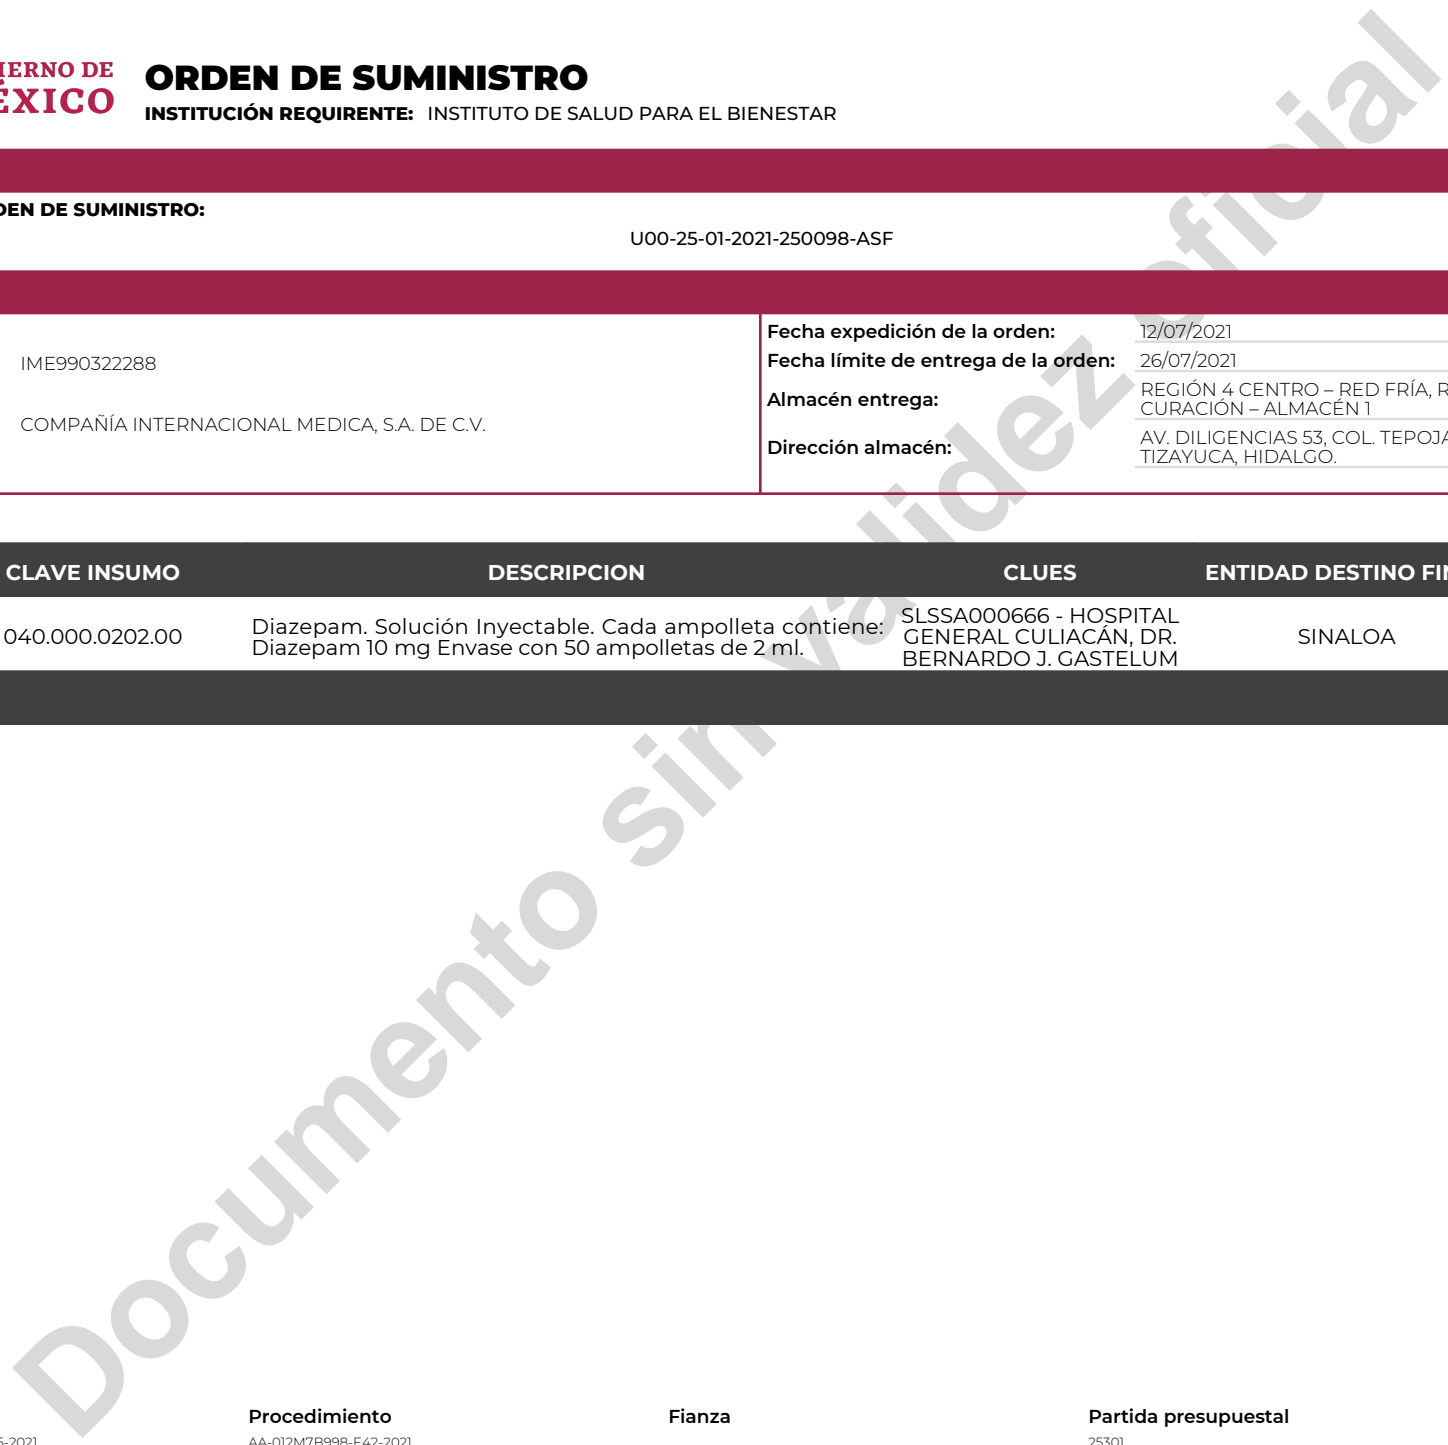 ORDEN DE SUMINISTRO
INSTITUCIÓN REQUIRENTE: INSTITUTO DE SALUD PARA EL BIENESTAR
DE
DE SUMINISTRO:
U00-25-01-2021-250098-ASF
IME990322288
COMPAÑÍA INTERNACIONAL MEDICA, S.A. DE C.V.
Fecha expedición de la orden: 12/07/2021
Fecha límite de entrega de la orden: 26/07/2021
Almacén entrega: REGIÓN 4 CENTRO – RED FRÍA,
CURACIÓN – ALMACÉN 1
Dirección almacén: AV. DILIGENCIAS 53, COL.
TIZAYUCA, HIDALGO.
CLAVE INSUMO DESCRIPCION CLUES ENTIDAD DESTINO
040.000.0202.00
Diazepam. Solución Inyectable. Cada ampolleta contiene:
Diazepam 10 mg Envase con 50 ampolletas de 2 ml.
SLSSA000666 - HOSPITAL
GENERAL CULIACÁN, DR.
BERNARDO J. GASTELUM
SINALOA
Documento sin validez oficial
Procedimiento Fianza Partida presupuestal
AA-012M7B998-E42-2021 25301